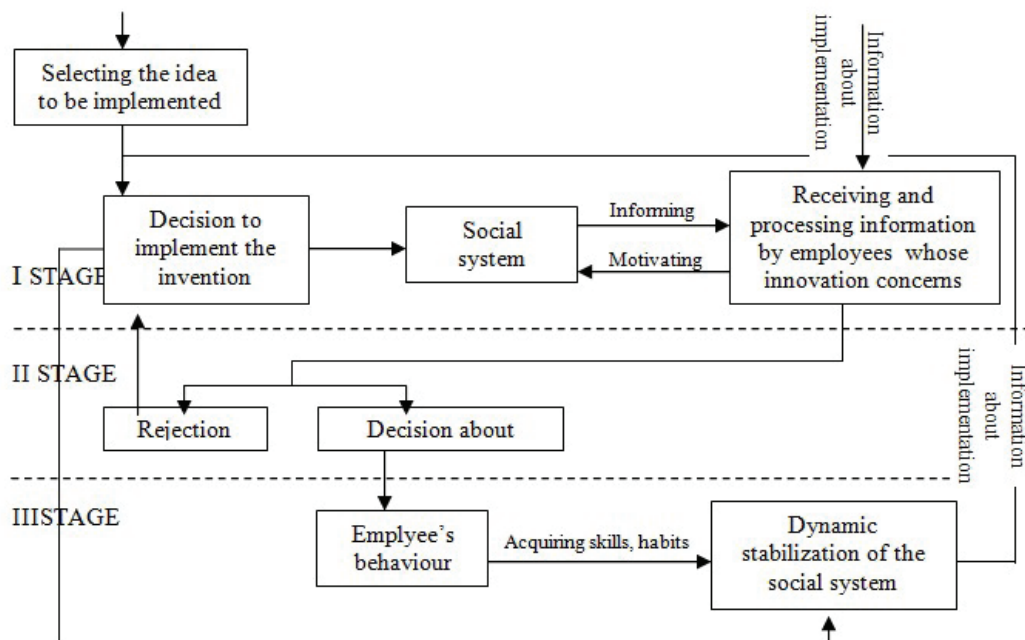 Selecting the idea
to be implemented
Information
about
implementation
Decision to
implement the
invention
Social
system
Informing
Motivating
Receiving and
processing information
by employees whose
innovation concerns
I STAGE
II STAGE
Rejection
Decision about
Information
about
implementation
IIISTAGE
Emplyee's
behaviour
Acquiring skills, habits
Dynamic
stabilization of the
social system